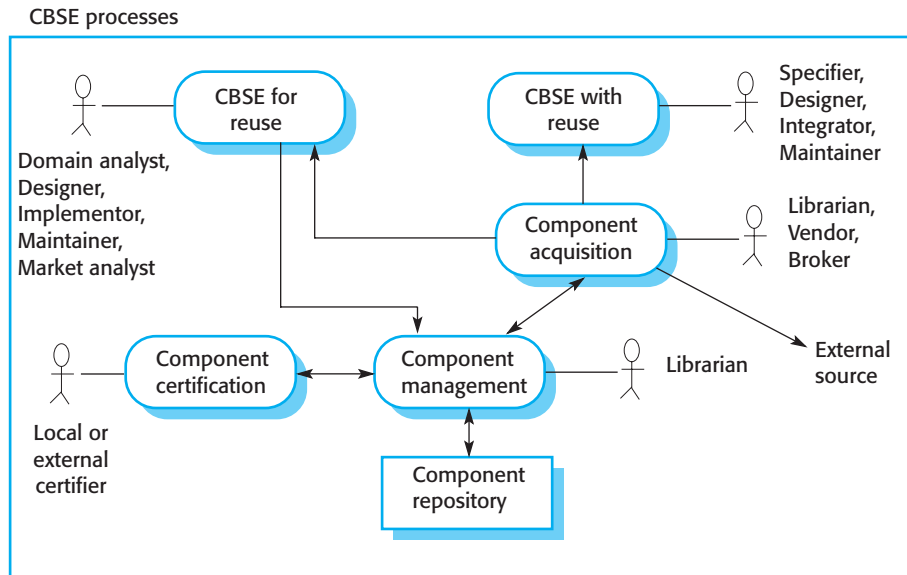 CBSE processes
CBSE for
reuse
CBSE with
reuse
Specifier,
Designer,
Integrator,
Maintainer
Domain analyst,
Designer,
Implementor,
Maintainer,
Market analyst
Component
acquisition
Librarian,
Vendor,
Broker
Component
certification
Component
management
Librarian
External
source
Local or
external
certifier
Component
repository